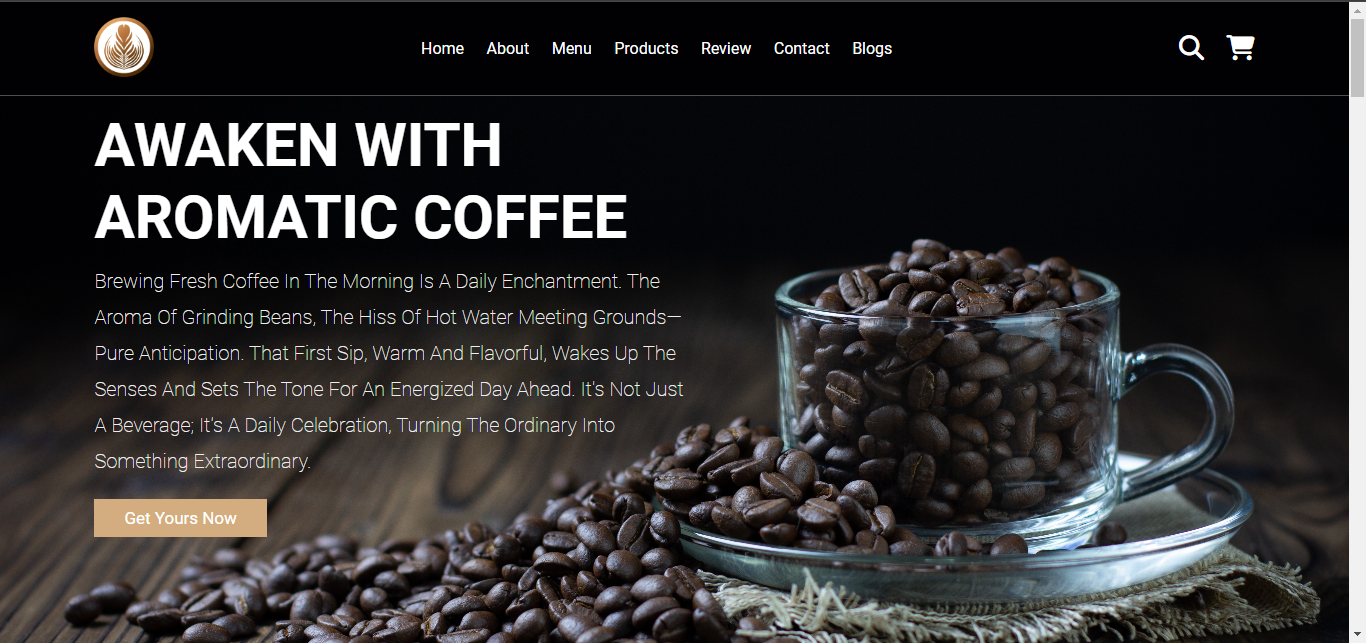 Home About Menu Products Review Contact Blogs
AWAKEN WITH
AROMATIC COFFEE
Brewing Fresh Coffee In The Morning Is A Daily Enchantment. The
Aroma Of Grinding Beans, The Hiss Of Hot Water Meeting Grounds—
Pure Anticipation. That First Sip, Warm And Flavorful, Wakes Up The
Senses And Sets The Tone For An Energized Day Ahead. It's Not Just
A Beverage; It's A Daily Celebration, Turning The Ordinary Into
Something Extraordinary.
Get Yours Now